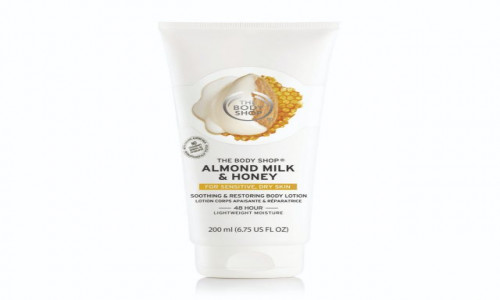 THE
BODY
SHOP
THE BODY SHOP®
ALMOND MILK
& HONEY
FOR SENSITIVE, DRY SKIN
SOOTHING & RESTORING BODY LOTION
LOTION CORPS APAISANTE & RÉPARATRICE
48 HOUR
LIGHTWEIGHT MOISTURE
200 ml (6.75 US FL OZ)